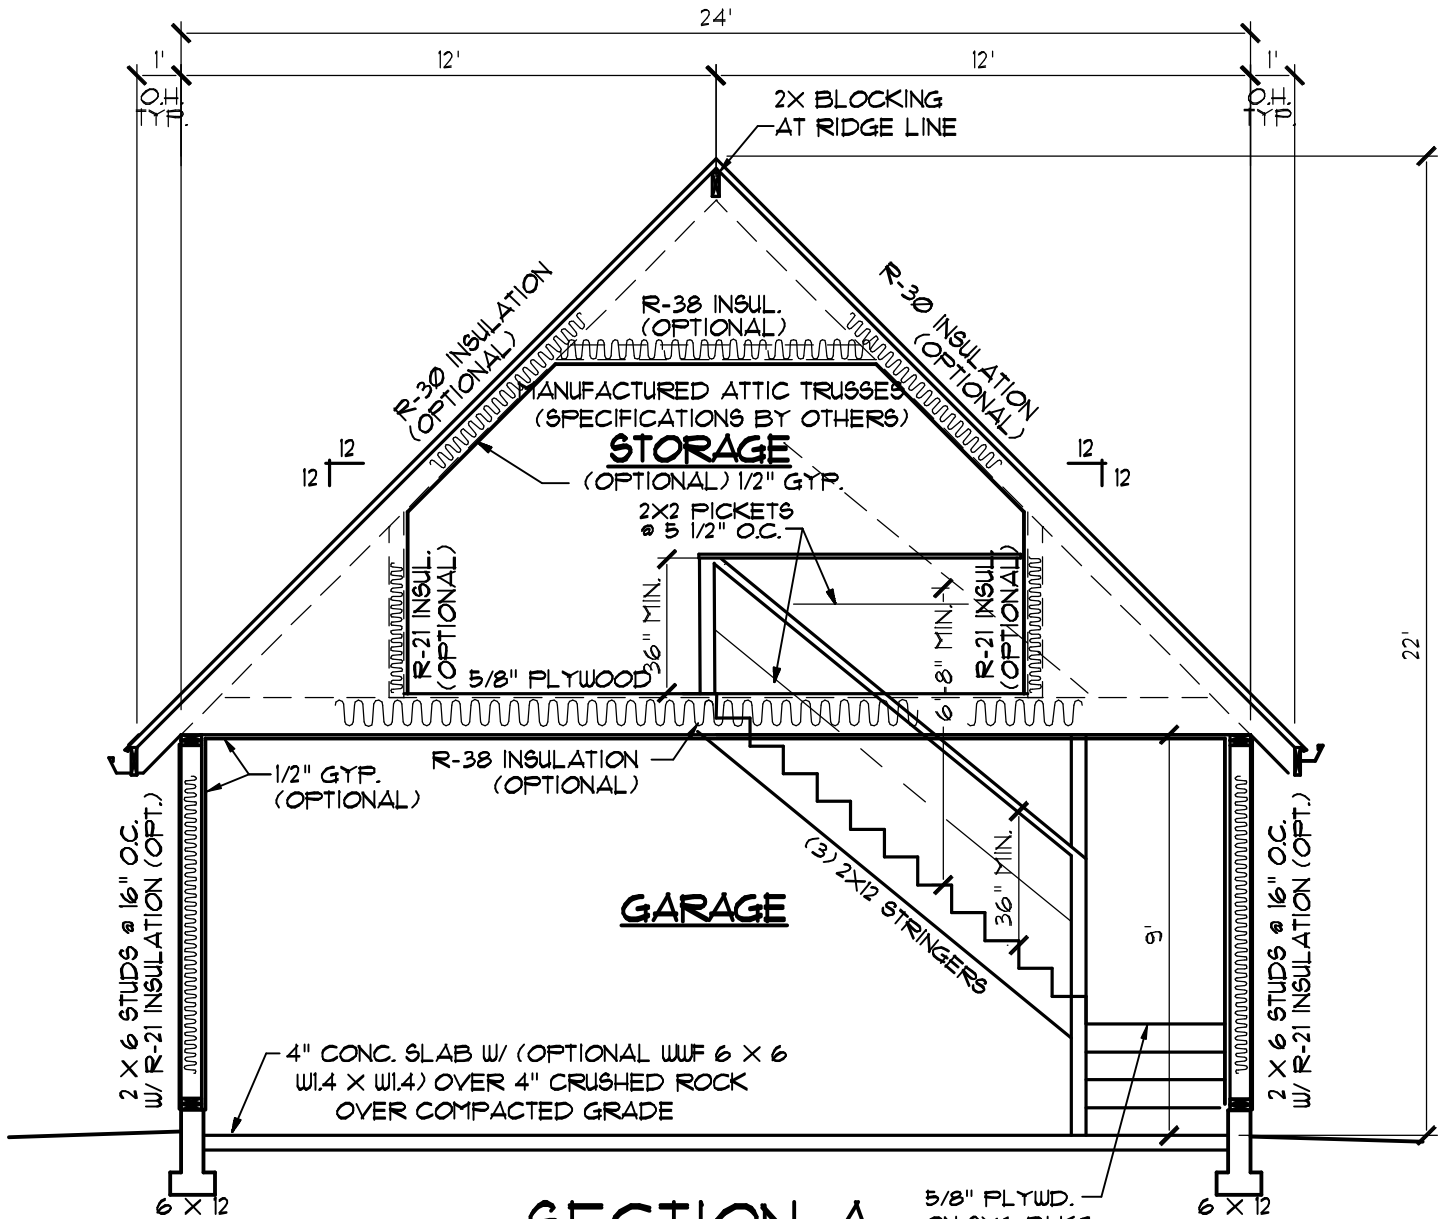 24'
1'
12'
12'
1'
O.H.
TYP.
O.H.
TYP.
2X BLOCKING
AT RIDGE LINE
R-30 INSULATION
(OPTIONAL)
R-38 INSUL.
(OPTIONAL)
R-30 INSULATION
(OPTIONAL)
MANUFACTURED ATTIC TRUSSES
(SPECIFICATIONS BY OTHERS)
STORAGE
12
12
12
12
(OPTIONAL) 1/2" GYP.
2X2 PICKETS
@ 5 1/2" O.C.
R-21 INSUL.
(OPTIONAL)
36" MIN.
6'-8" MIN.
R-21 INSUL.
(OPTIONAL)
22'
5/8" PLYWOOD
R-38 INSULATION
(OPTIONAL)
1/2" GYP.
(OPTIONAL)
2 X 6 STUDS @ 16" O.C.
W/ R-21 INSULATION (OPT.)
(3) 2X12 STRINGERS
36" MIN.
9'
2 X 6 STUDS @ 16" O.C.
W/ R-21 INSULATION (OPT.)
GARAGE
4" CONC. SLAB W/ (OPTIONAL WWF 6 X 6
W1.4 X W1.4) OVER 4" CRUSHED ROCK
OVER COMPACTED GRADE
6 X 12
SECTION A
5/8" PLYWD.
6 X 12